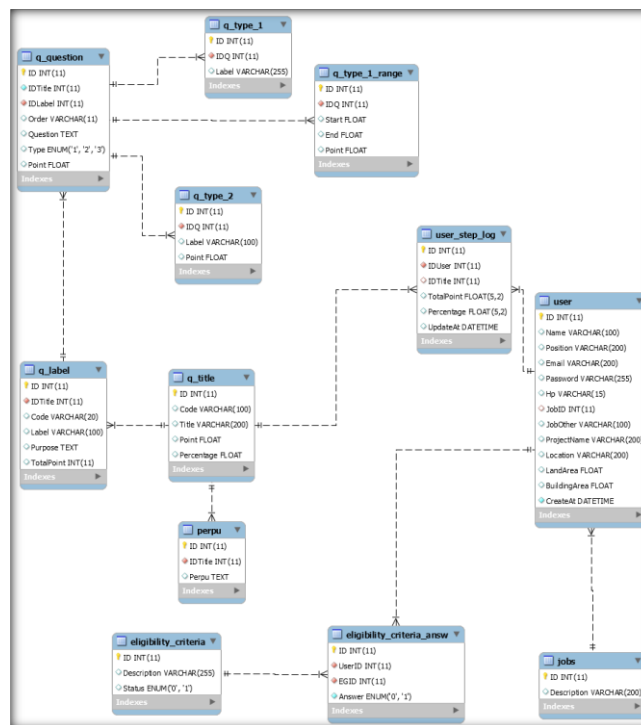 q_type_1
ID INT(11)
IDQ INT(11)
Label VARCHAR(255)
Indexes
q_question
ID INT(11)
IDTitle INT(11)
IDLabel INT(11)
Order VARCHAR(11)
Question TEXT
Type ENUM('1', '2', '3')
Point FLOAT
Indexes
q_type_1_range
ID INT(11)
IDQ INT(11)
Start FLOAT
End FLOAT
Point FLOAT
Indexes
q_type_2
ID INT(11)
IDQ INT(11)
Label VARCHAR(100)
Point FLOAT
Indexes
user_step_log
ID INT(11)
IDUser INT(11)
IDTitle INT(11)
TotalPoint FLOAT(5,2)
Percentage FLOAT(5,2)
UpdateAt DATETIME
Indexes
user
ID INT(11)
Name VARCHAR(100)
Position VARCHAR(200)
Email VARCHAR(200)
Password VARCHAR(255)
Hp VARCHAR(15)
JobID INT(11)
JobOther VARCHAR(100)
ProjectName VARCHAR(200)
Location VARCHAR(200)
LandArea FLOAT
BuildingArea FLOAT
CreateAt DATETIME
Indexes
q_label
ID INT(11)
IDTitle INT(11)
Code VARCHAR(20)
Label VARCHAR(100)
Purpose TEXT
TotalPoint INT(11)
Indexes
q_title
ID INT(11)
Code VARCHAR(100)
Title VARCHAR(200)
Point FLOAT
Percentage FLOAT
Indexes
perpu
ID INT(11)
IDTitle INT(11)
Perpu TEXT
Indexes
eligibility_criteria
ID INT(11)
Description VARCHAR(255)
Status ENUM('0', '1')
Indexes
eligibility_criteria_answ
ID INT(11)
UserID INT(11)
EGID INT(11)
Answer ENUM('0', '1')
Indexes
jobs
ID INT(11)
Description VARCHAR(200)
Indexes